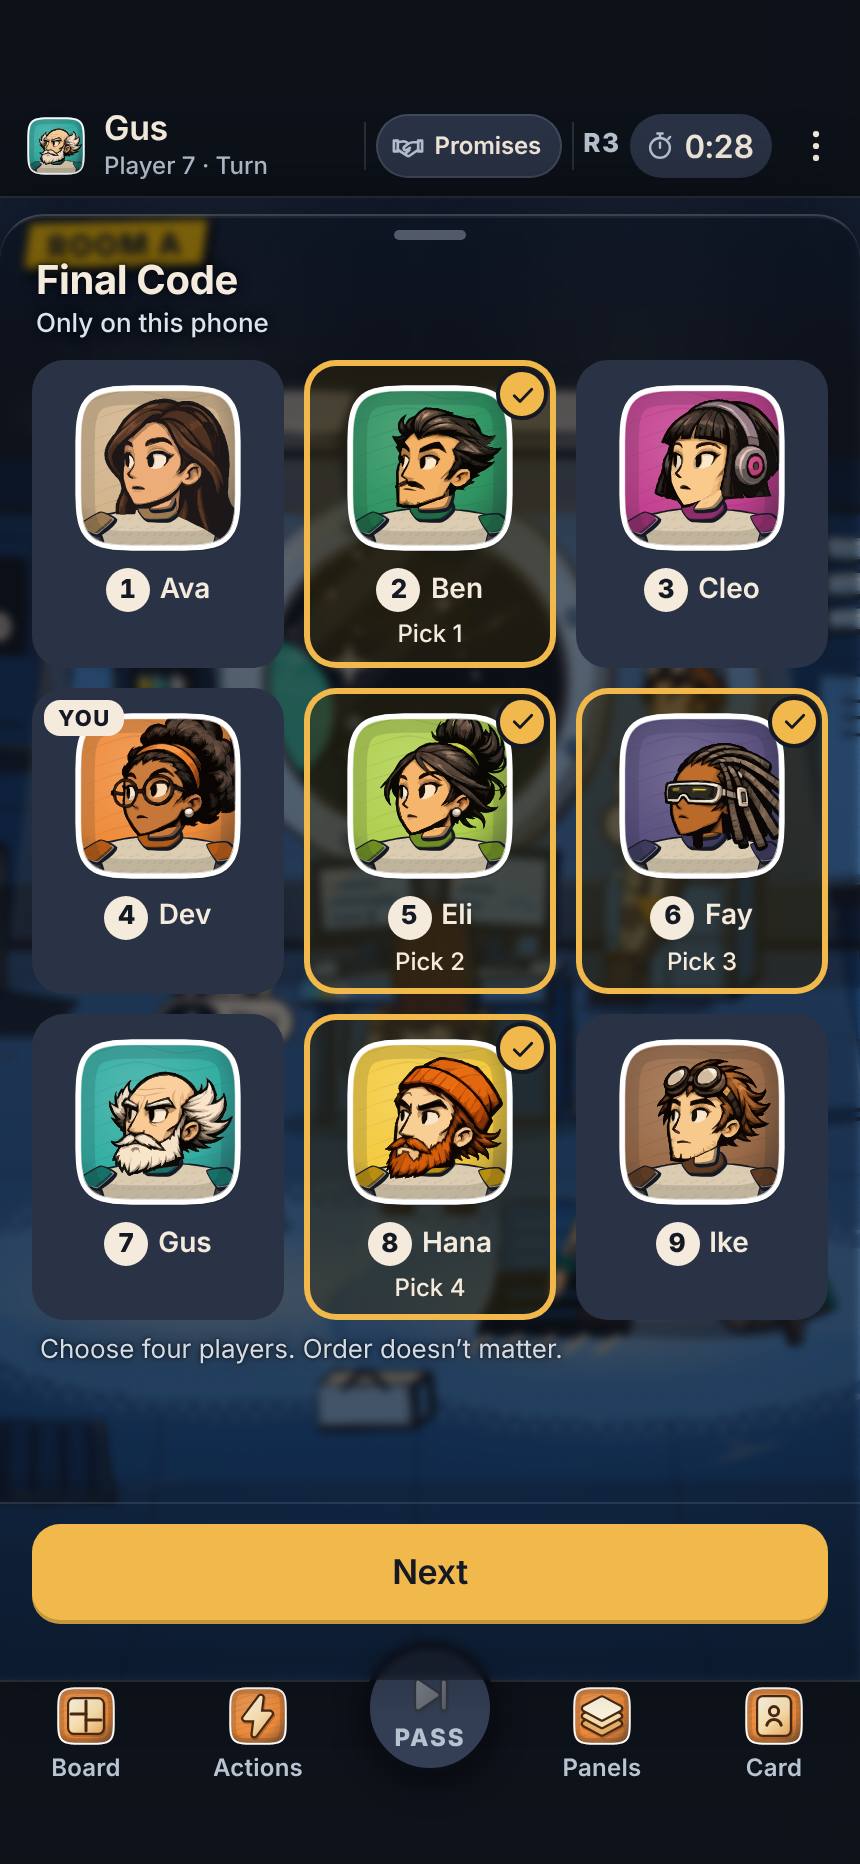 Gus
Player 7 · Turn
Promises
R3
0:28
ROOM A
Final Code
Only on this phone
1 Ava
2 Ben
Pick 1
3 Cleo
YOU
4 Dev
5 Eli
Pick 2
6 Fay
Pick 3
7 Gus
8 Hana
Pick 4
9 Ike
Choose four players. Order doesn’t matter.
Next
PASS
Board
Actions
Panels
Card